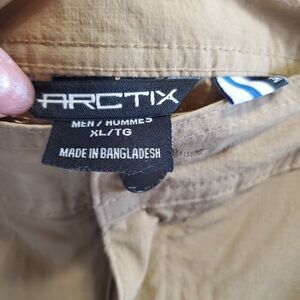 ARCTIX
MEN / HOMMES
XL/TG
MADE IN BANGLADESH